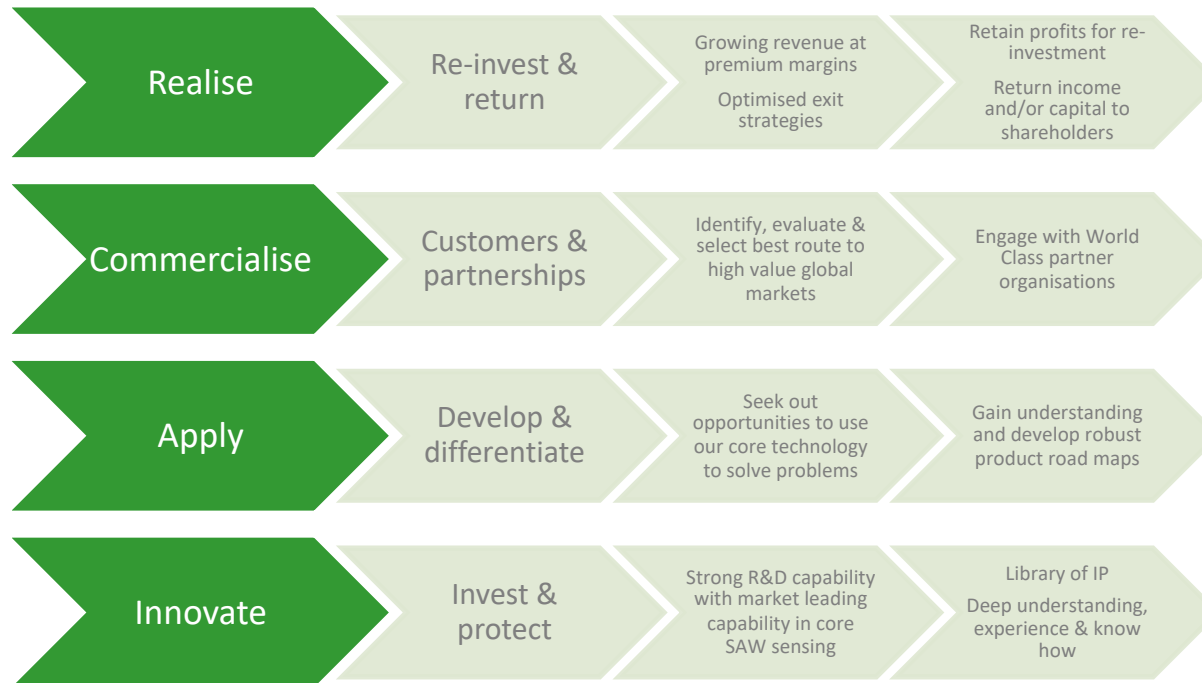 Realise
Re-invest &
return
Growing revenue at
premium margins
Optimised exit
strategies
Retain profits for re-
investment
Return income
and/or capital to
shareholders
Commercialise
Customers &
partnerships
Identify, evaluate &
select best route to
high value global
markets
Engage with World
Class partner
organisations
Apply
Develop &
differentiate
Seek out
opportunities to use
our core technology
to solve problems
Gain understanding
and develop robust
product road maps
Innovate
Invest &
protect
Strong R&D capability
with market leading
capability in core
SAW sensing
Library of IP
Deep understanding,
experience & know
how